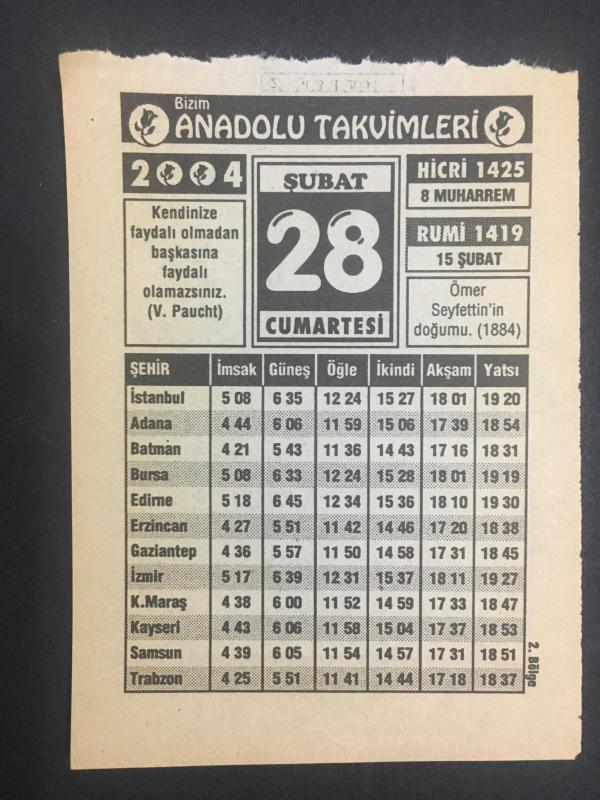 Bizim
ANADOLU TAKVİMLERİ
2004
Kendinize
faydalı olmadan
başkasına
faydalı
olamazsınız.
(V. Paucht)
ŞUBAT
28
CUMARTESİ
HİCRİ 1425
8 MUHARREM
RUMİ 1419
15 ŞUBAT
Ömer
Seyfettin'in
doğumu. (1884)
ŞEHİR İmsak Güneş Öğle İkindi Akşam Yatsı
İstanbul 5 08 6 35 12 24 15 27 18 01 19 20
Adana 4 44 6 06 11 59 15 06 17 39 18 54
Batman 4 21 5 43 11 36 14 43 17 16 18 31
Bursa 5 08 6 33 12 24 15 28 18 01 19 19
Edirne 5 18 6 45 12 34 15 36 18 10 19 30
Erzincan 4 27 5 51 11 42 14 46 17 20 18 38
Gaziantep 4 36 5 57 11 50 14 58 17 31 18 45
İzmir 5 17 6 39 12 31 15 37 18 11 19 27
K.Maraş 4 38 6 00 11 52 14 59 17 33 18 47
Kayseri 4 43 6 06 11 58 15 04 17 37 18 53
Samsun 4 39 6 05 11 54 14 57 17 31 18 51
Trabzon 4 25 5 51 11 41 14 44 17 18 18 37
2. Bölge